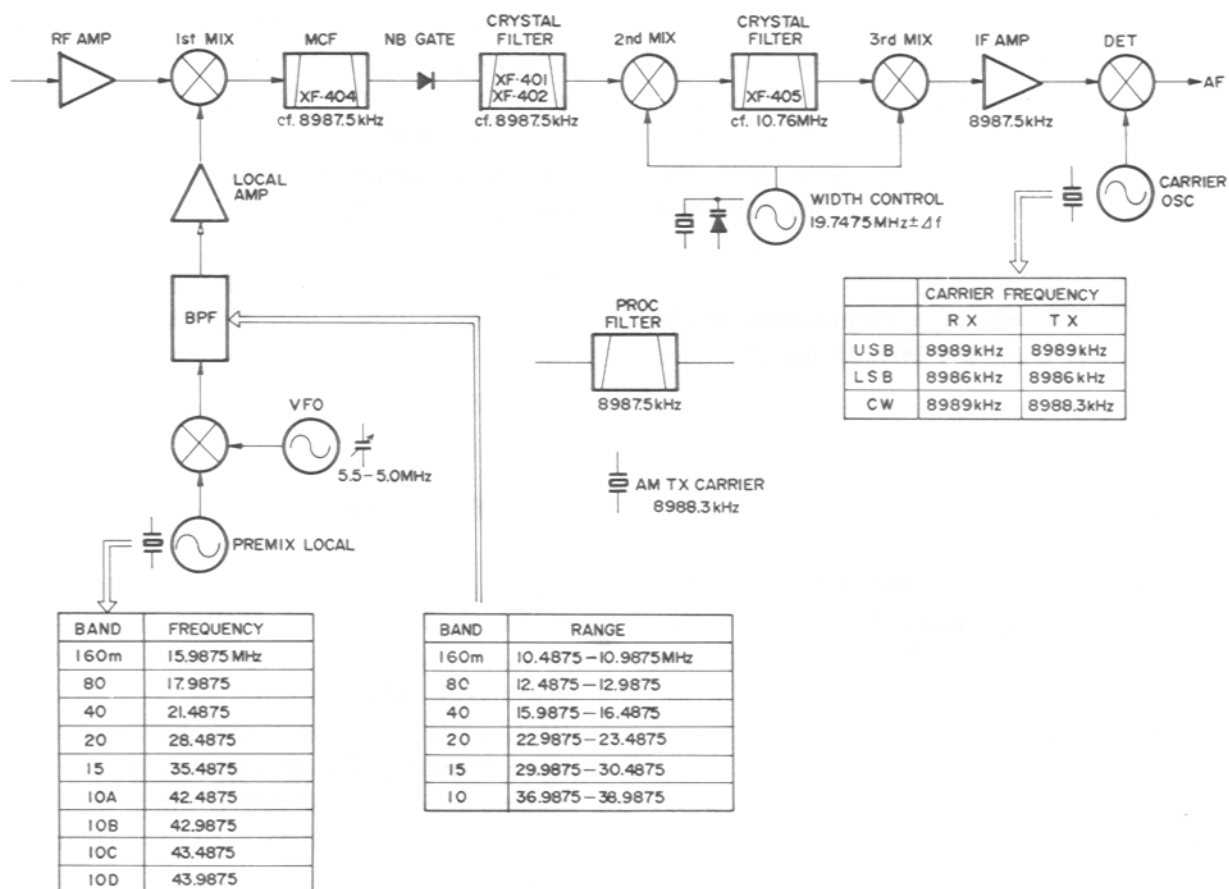 RF AMP
1st MIX
MCF
NB GATE
CRYSTAL
FILTER
2nd MIX
CRYSTAL
FILTER
3rd MIX
IF AMP
DET
XF-404
cf. 8987.5kHz
XF-401
XF-402
cf. 8987.5kHz
XF-405
cf. 10.76MHz
8987.5kHz
AF
LOCAL
AMP
WIDTH CONTROL
19.7475MHz±Δf
CARRIER
OSC
BPF
PROC
FILTER
8987.5kHz
CARRIER FREQUENCY
RX TX
USB 8989kHz 8989kHz
LSB 8986kHz 8986kHz
CW 8989kHz 8988.3kHz
VFO
5.5-5.0MHz
AM TX CARRIER
8988.3kHz
PREMIX LOCAL
BAND FREQUENCY
160m 15.9875MHz
80 17.9875
40 21.4875
20 28.4875
15 35.4875
10A 42.4875
10B 42.9875
10C 43.4875
10D 43.9875
BAND RANGE
160m 10.4875-10.9875MHz
80 12.4875-12.9875
40 15.9875-16.4875
20 22.9875-23.4875
15 29.9875-30.4875
10 36.9875-38.9875